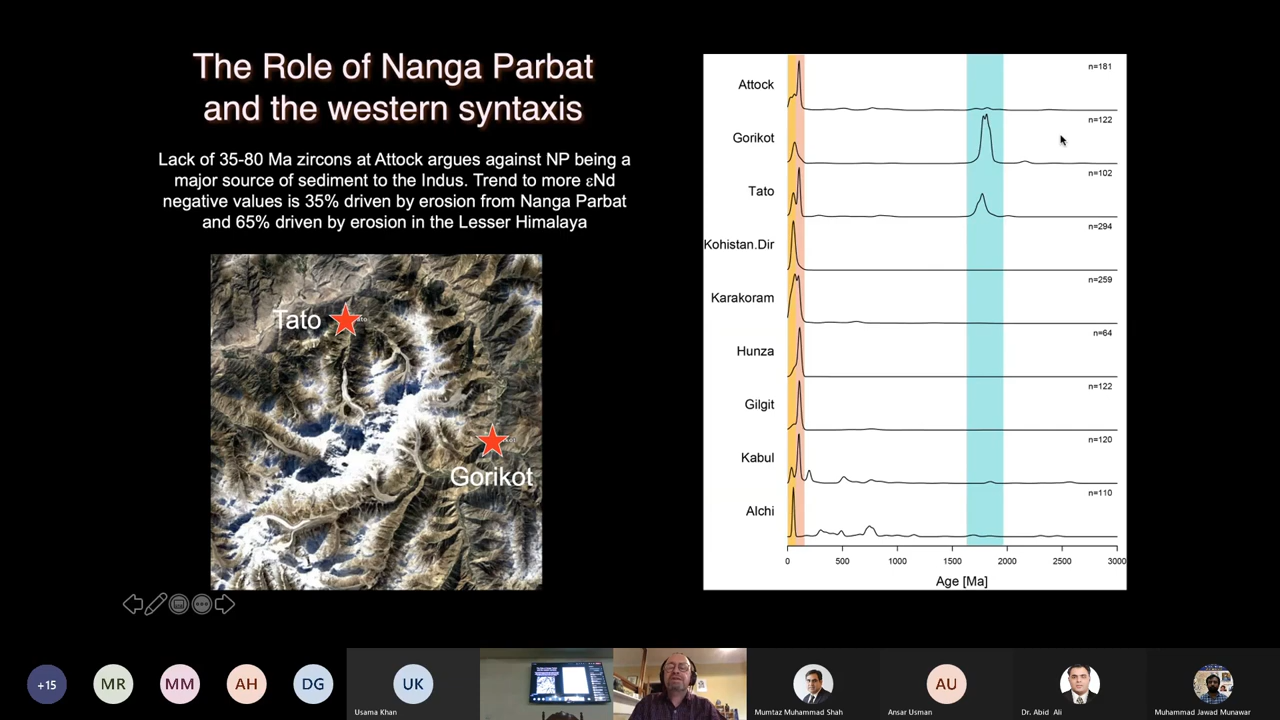 The Role of Nanga Parbat
and the western syntaxis
Lack of 35-80 Ma zircons at Attock argues against NP being a
major source of sediment to the Indus. Trend to more εNd
negative values is 35% driven by erosion from Nanga Parbat
and 65% driven by erosion in the Lesser Himalaya
Tato
Gorikot
Attock
n=181
Gorikot
n=122
Tato
n=102
Kohistan.Dir
n=294
Karakoram
n=259
Hunza
n=64
Gilgit
n=122
Kabul
n=120
Alchi
n=110
0 500 1000 1500 2000 2500 3000
Age [Ma]
+15
MR
MM
AH
DG
UK
Usama Khan
Mumtaz Muhammad Shah
AU
Ansar Usman
Dr. Abid Ali
Muhammad Jawad Munawar